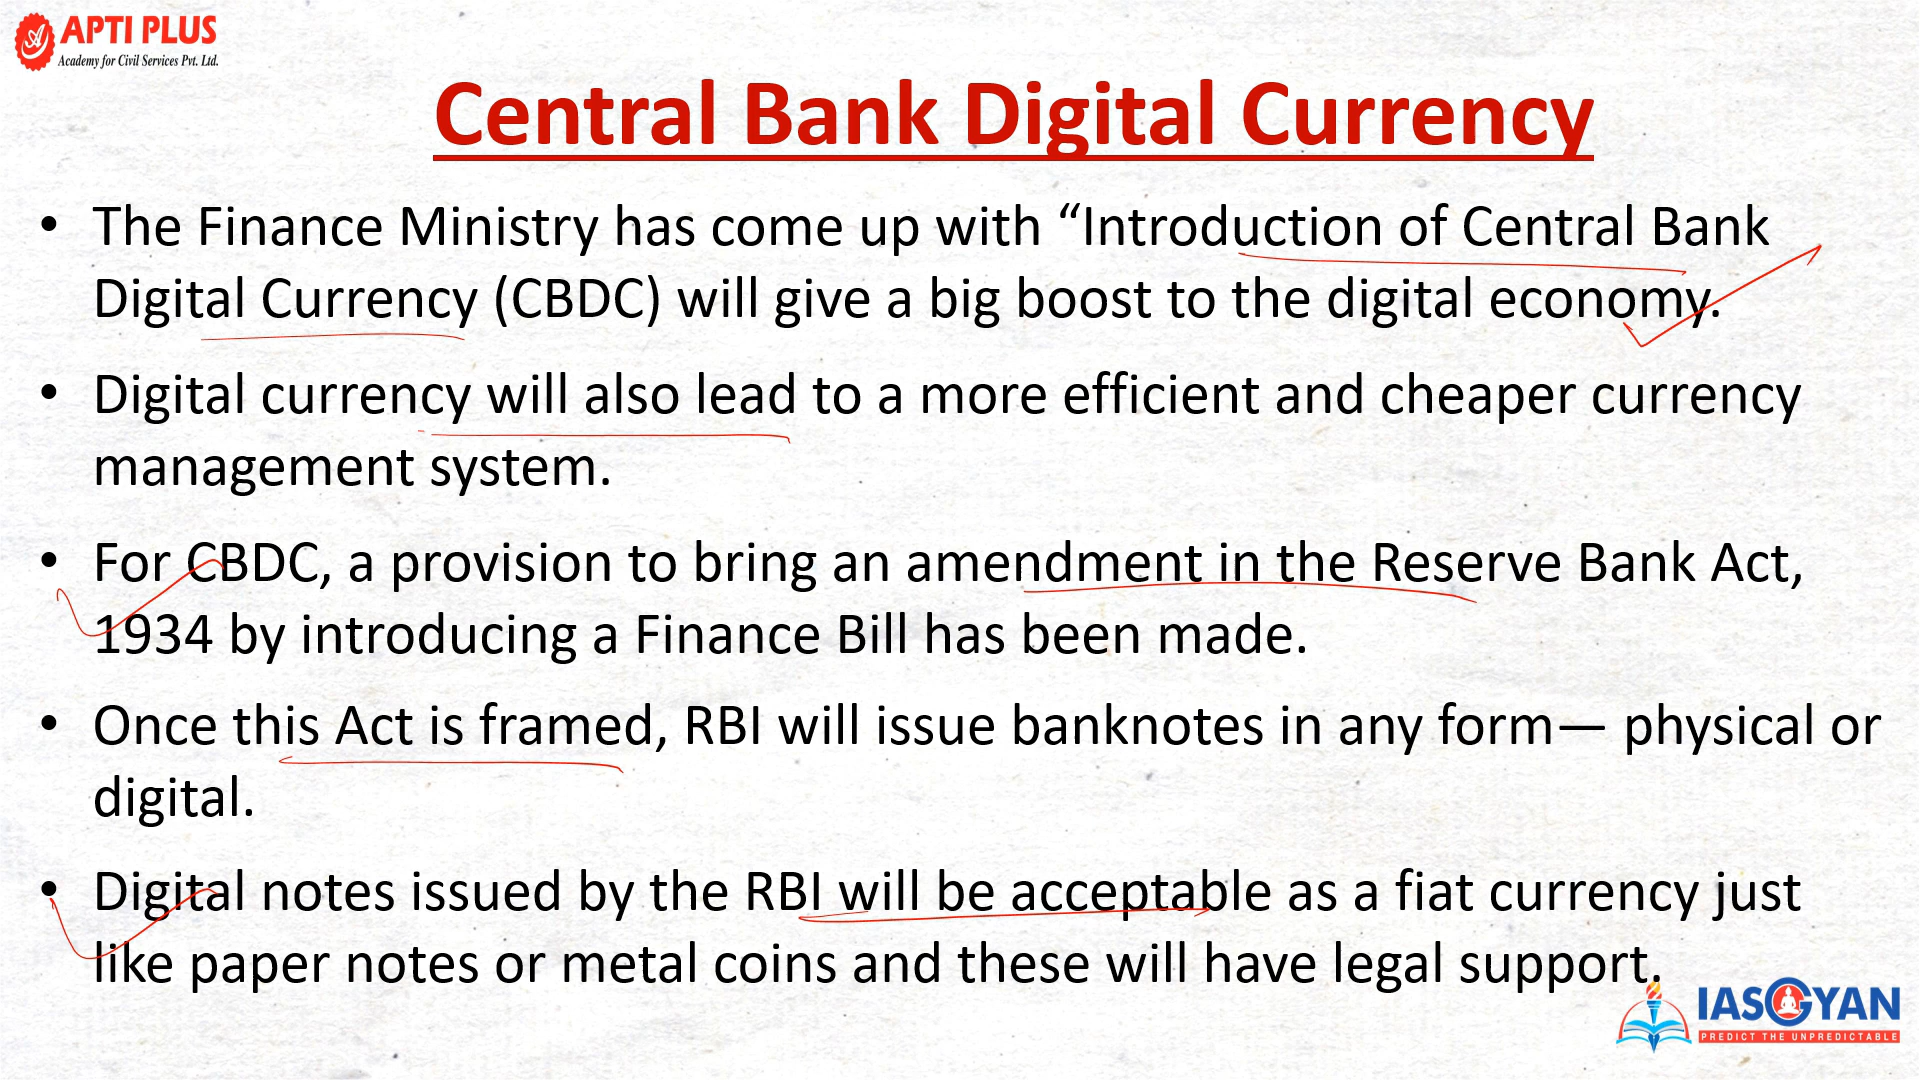 APTI PLUS
Academy for Civil Services Pvt. Ltd.
Central Bank Digital Currency
• The Finance Ministry has come up with “Introduction of Central Bank
Digital Currency (CBDC) will give a big boost to the digital economy.
• Digital currency will also lead to a more efficient and cheaper currency
management system.
• For CBDC, a provision to bring an amendment in the Reserve Bank Act,
1934 by introducing a Finance Bill has been made.
• Once this Act is framed, RBI will issue banknotes in any form— physical or
digital.
• Digital notes issued by the RBI will be acceptable as a fiat currency just
like paper notes or metal coins and these will have legal support.
IASGYAN
PREDICT THE UNPREDICTABLE